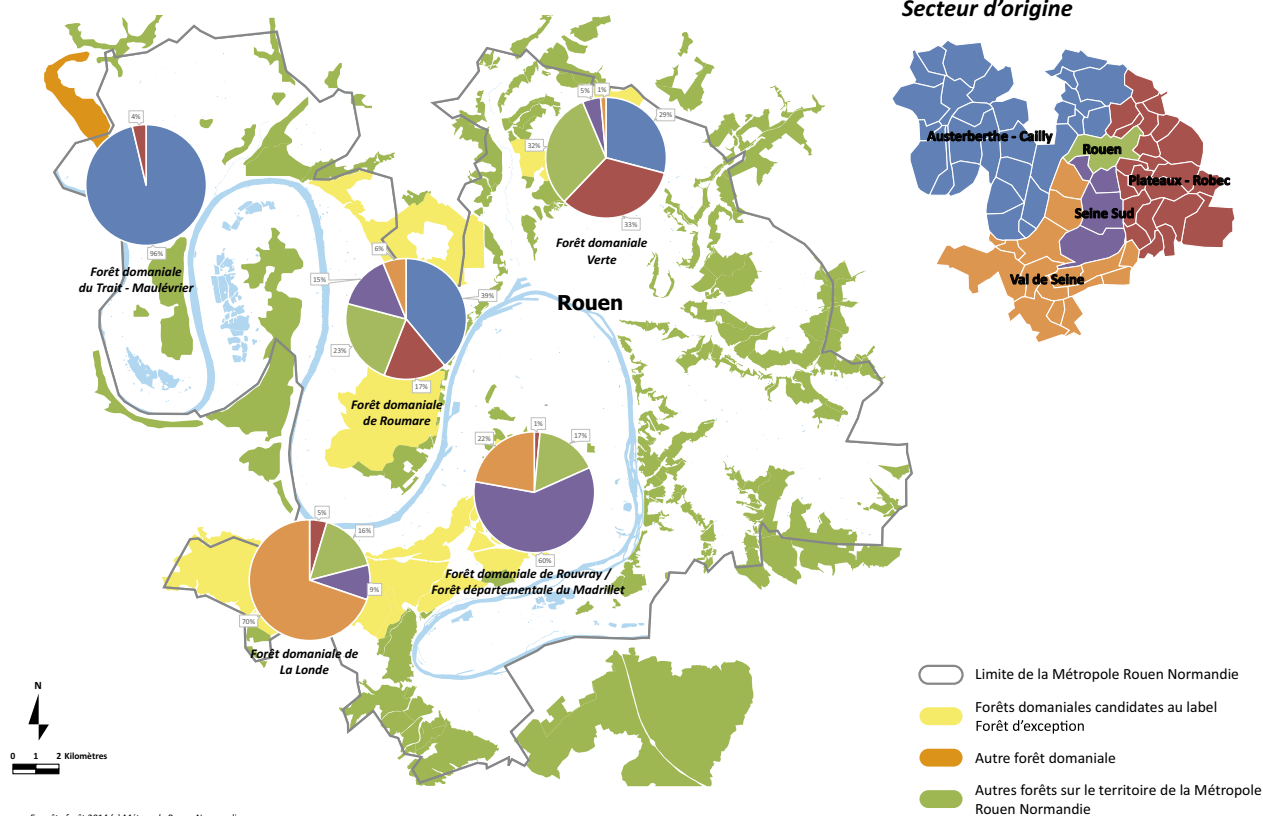 Secteur d'origine
Austerberthe - Cailly
Rouen
Plateaux - Robec
Seine Sud
Val de Seine
4%
96%
Forêt domaniale
du Trait - Maulévrier
5%
1%
29%
32%
33%
Forêt domaniale
Verte
6%
15%
39%
23%
17%
Forêt domaniale
de Roumare
Rouen
1%
22%
17%
60%
Forêt domaniale de Rouvray /
Forêt départementale du Madrillet
5%
16%
9%
70%
Forêt domaniale de
La Londe
N
0 1 2 Kilomètres
Limite de la Métropole Rouen Normandie
Forêts domaniales candidates au label
Forêt d'exception
Autre forêt domaniale
Autres forêts sur le territoire de la Métropole
Rouen Normandie